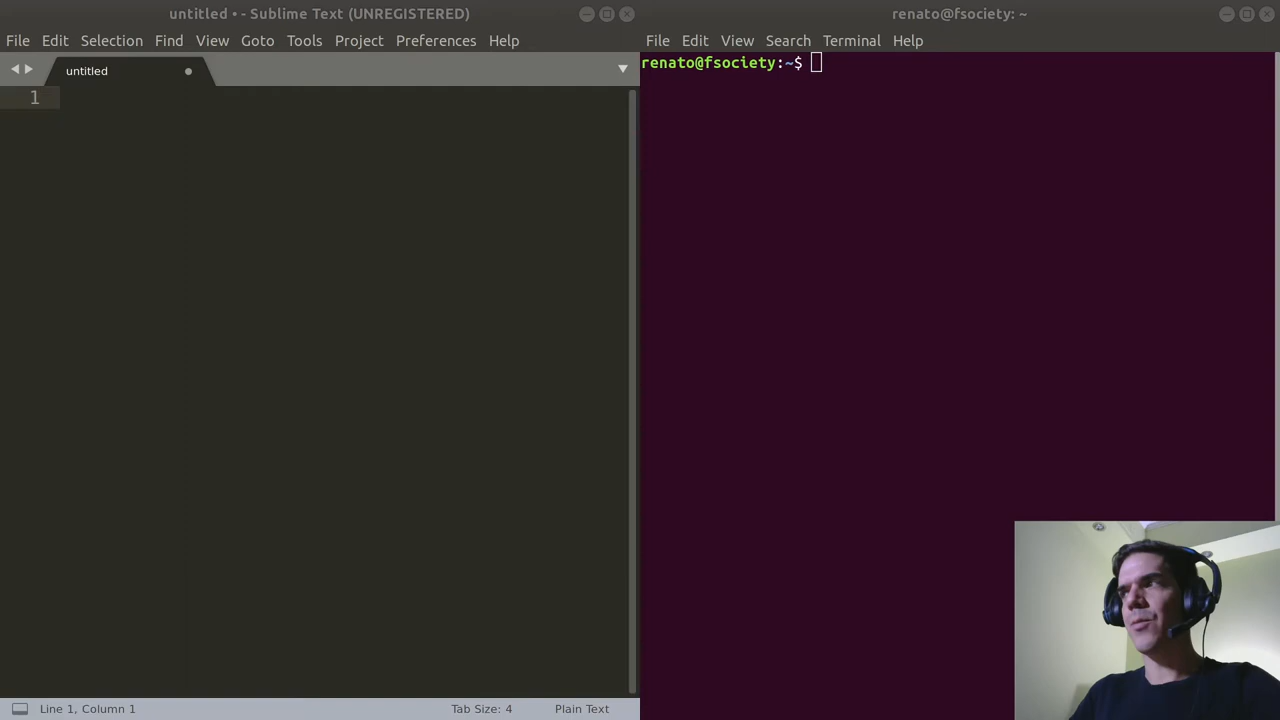 untitled • - Sublime Text (UNREGISTERED)
File Edit Selection Find View Goto Tools Project Preferences Help
untitled
1
Line 1, Column 1
Tab Size: 4
Plain Text
renato@fsociety: ~
File Edit View Search Terminal Help
renato@fsociety:~$